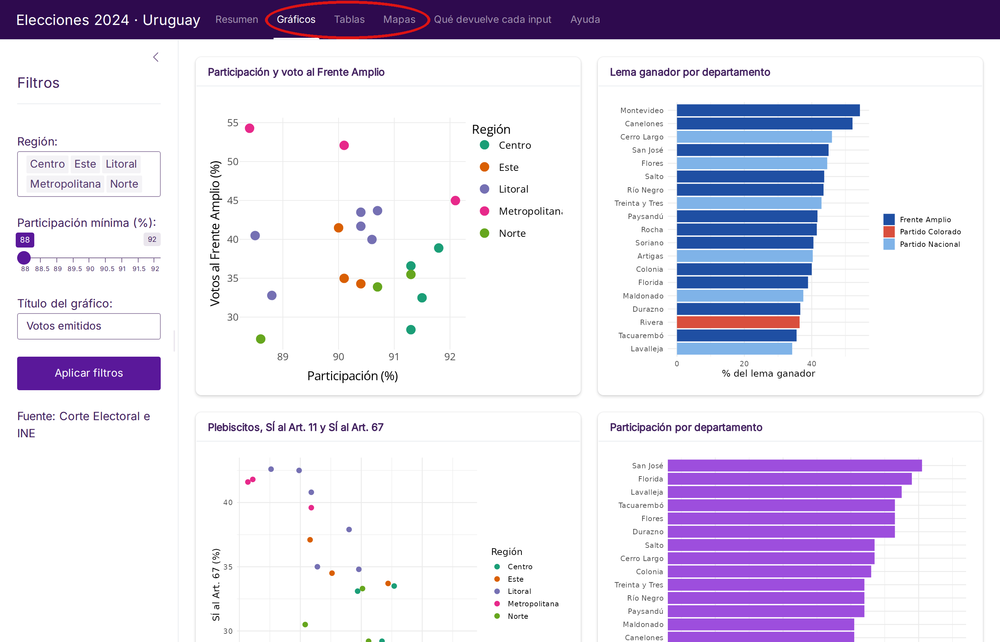 Elecciones 2024 · Uruguay
Resumen
Gráficos
Tablas
Mapas
Qué devuelve cada input
Ayuda
Filtros
Región:
Centro Este Litoral
Metropolitana Norte
Participación mínima (%):
88 92
88 88.5 89 89.5 90 90.5 91 91.5 92
Título del gráfico:
Votos emitidos
Aplicar filtros
Fuente: Corte Electoral e
INE
Participación y voto al Frente Amplio
Votos al Frente Amplio (%)
55
50
45
40
35
30
89 90 91 92
Participación (%)
Región
Centro
Este
Litoral
Metropolitana
Norte
Lema ganador por departamento
Montevideo
Canelones
Cerro Largo
San José
Flores
Salto
Río Negro
Treinta y Tres
Paysandú
Rocha
Soriano
Artigas
Colonia
Florida
Maldonado
Durazno
Rivera
Tacuarembó
Lavalleja
0 20 40
% del lema ganador
Frente Amplio
Partido Colorado
Partido Nacional
Plebiscitos, SÍ al Art. 11 y SÍ al Art. 67
SÍ al Art. 67 (%)
40
35
30
Región
Centro
Este
Litoral
Metropolitana
Norte
Participación por departamento
San José
Florida
Lavalleja
Tacuarembó
Flores
Durazno
Salto
Cerro Largo
Colonia
Treinta y Tres
Río Negro
Paysandú
Maldonado
Canelones